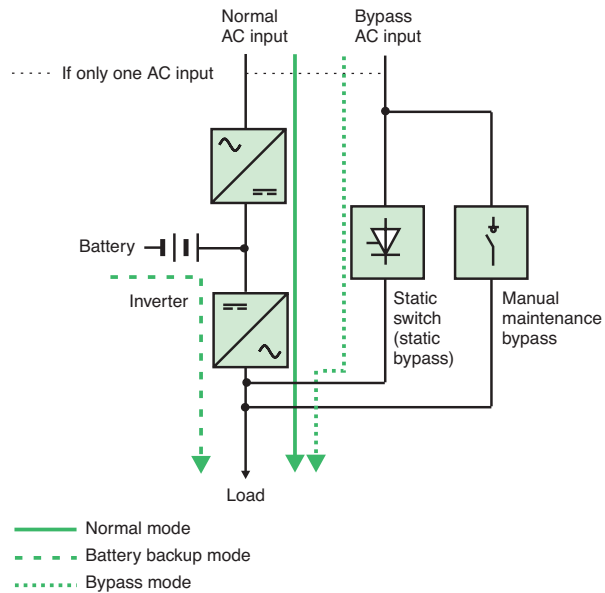 Normal
AC input
Bypass
AC input
If only one AC input
Battery
Inverter
Static
switch
(static
bypass)
Manual
maintenance
bypass
Load
Normal mode
Battery backup mode
Bypass mode